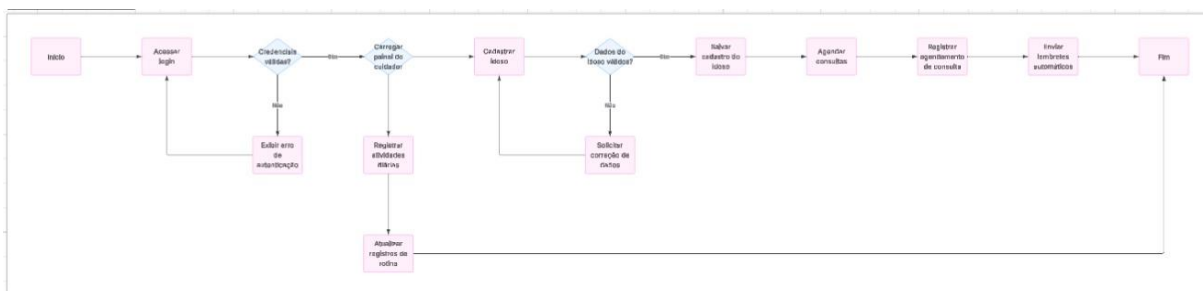 Início
Acessar
login
Credenciais
válidas?
Sim
Carregar
painel do
cuidador
Cadastrar
idoso
Dados do
idoso válidos?
Sim
Salvar
cadastro do
idoso
Agendar
consultas
Registrar
agendamento
de consulta
Enviar
lembretes
automáticos
Fim
Não
Não
Exibir erro
de
autenticação
Registrar
atividades
diárias
Solicitar
correção de
dados
Atualizar
registros de
rotina